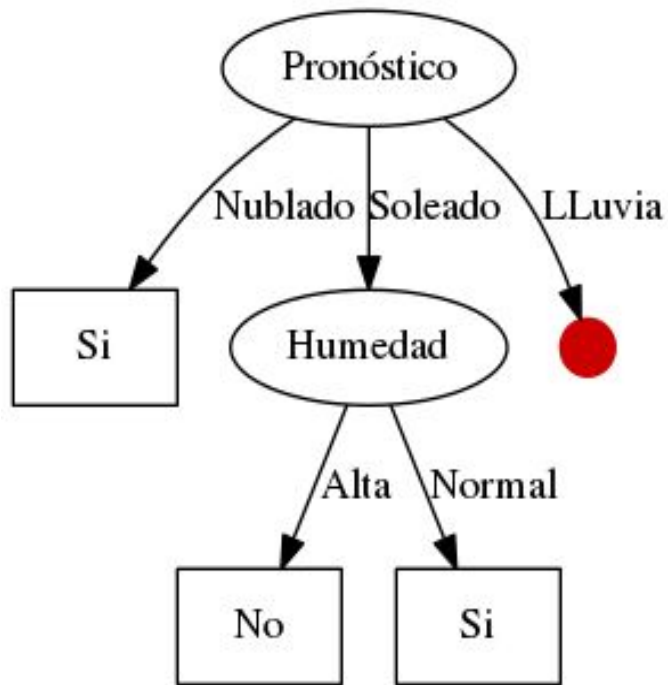 Pronóstico
Nublado
Soleado
LLuvia
Si
Humedad
Alta
Normal
No
Si